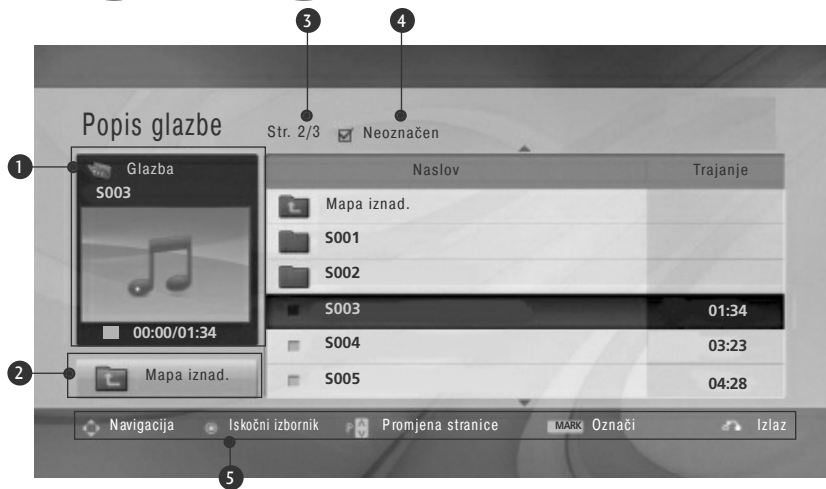 3 4
Popis glazbe Str. 2/3 Neoznačen
1 Glazba
S003
00:00/01:34
2 Mapa iznad.
Naslov Trajanje
Mapa iznad.
S001
S002
S003 01:34
S004 03:23
S005 04:28
Navigacija Iskočni izbornik P Promjena stranice MARK Označi Izlaz
5